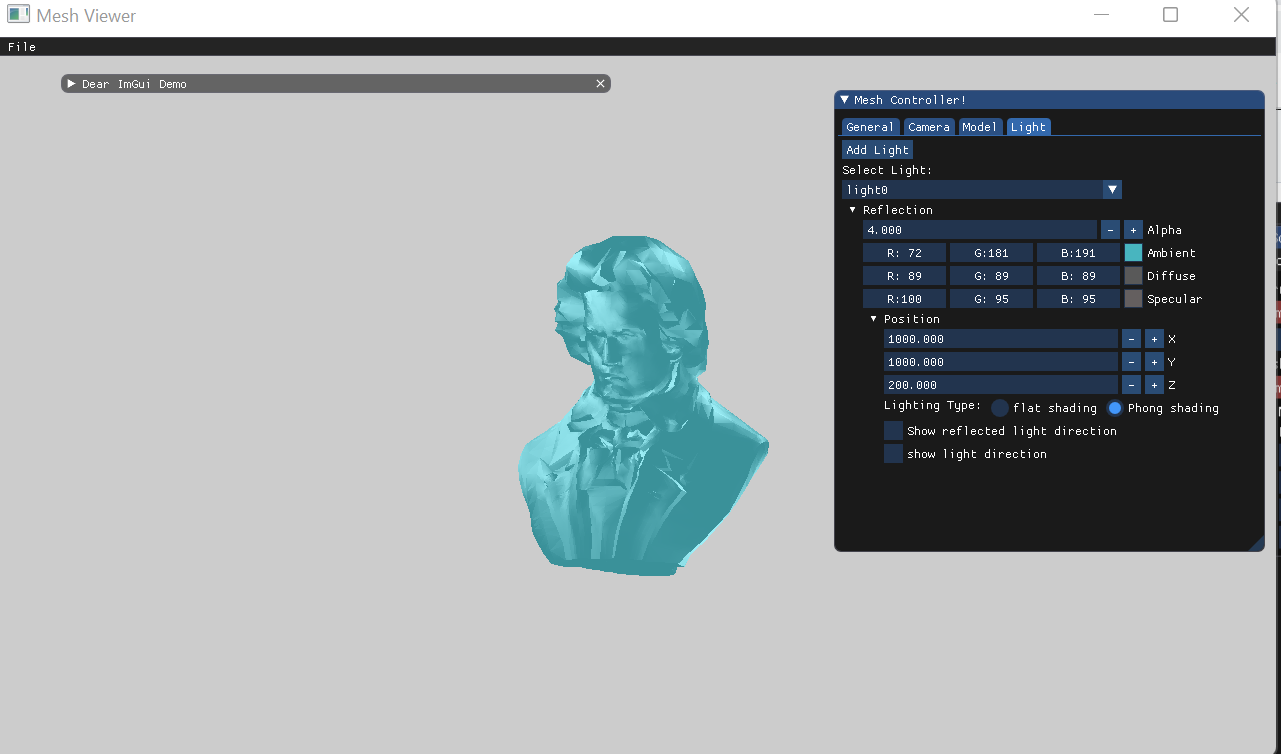 Mesh Viewer
File
Dear ImGui Demo
Mesh Controller!
General Camera Model Light
Add Light
Select Light:
light0
Reflection
4.000 - + Alpha
R: 72 G:181 B:191 Ambient
R: 89 G: 89 B: 89 Diffuse
R:100 G: 95 B: 95 Specular
Position
1000.000 - + X
1000.000 - + Y
200.000 - + Z
Lighting Type: flat shading Phong shading
Show reflected light direction
show light direction